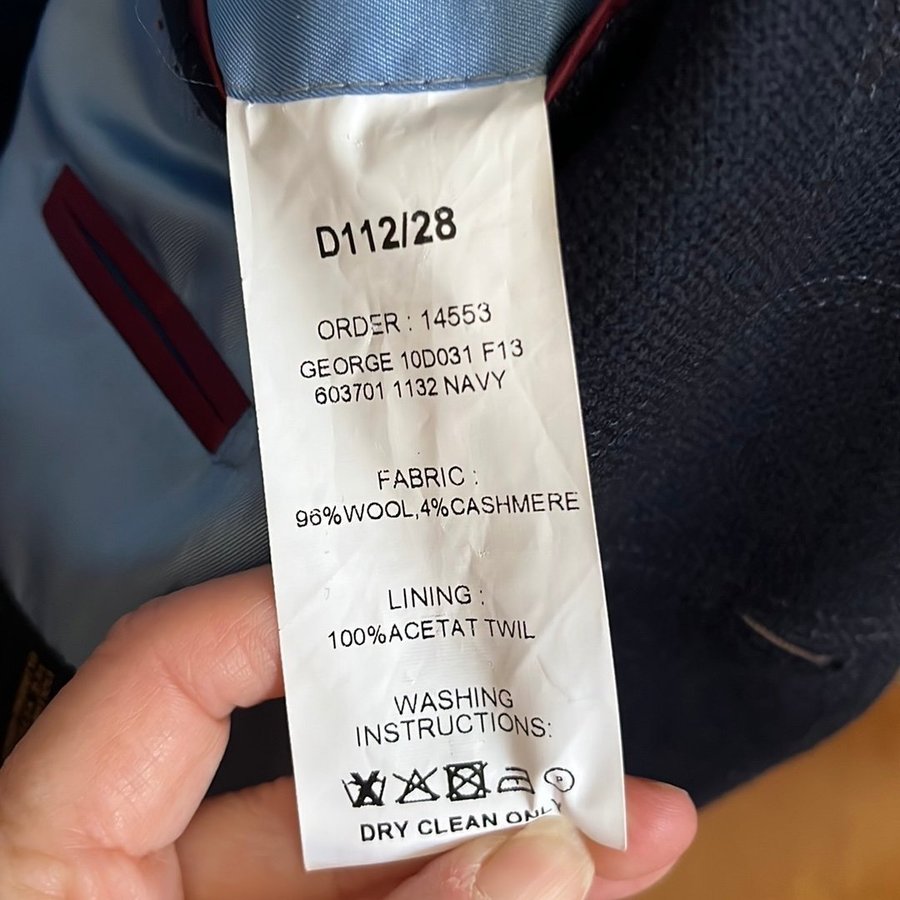 D112/28
ORDER : 14553
GEORGE 10D031 F13
603701 1132 NAVY
FABRIC :
96%WOOL,4%CASHMERE
LINING :
100%ACETAT TWIL
WASHING
INSTRUCTIONS:
P
DRY CLEAN ONLY